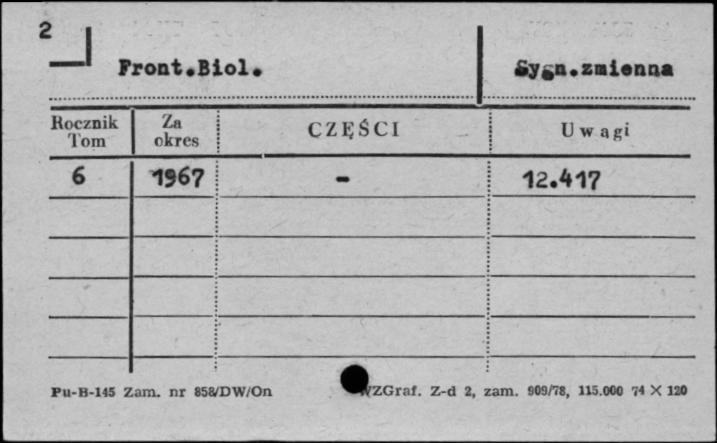 2
Front.Biol.
Sygn.zmienna
Rocznik Tom
Za okres
CZĘŚCI
Uwagi
6 1967 - 12.417
Pu-B-145 Zam. nr 858/DW/On WZGraf. Z-d 2, zam. 909/78, 115.000 74 X 120